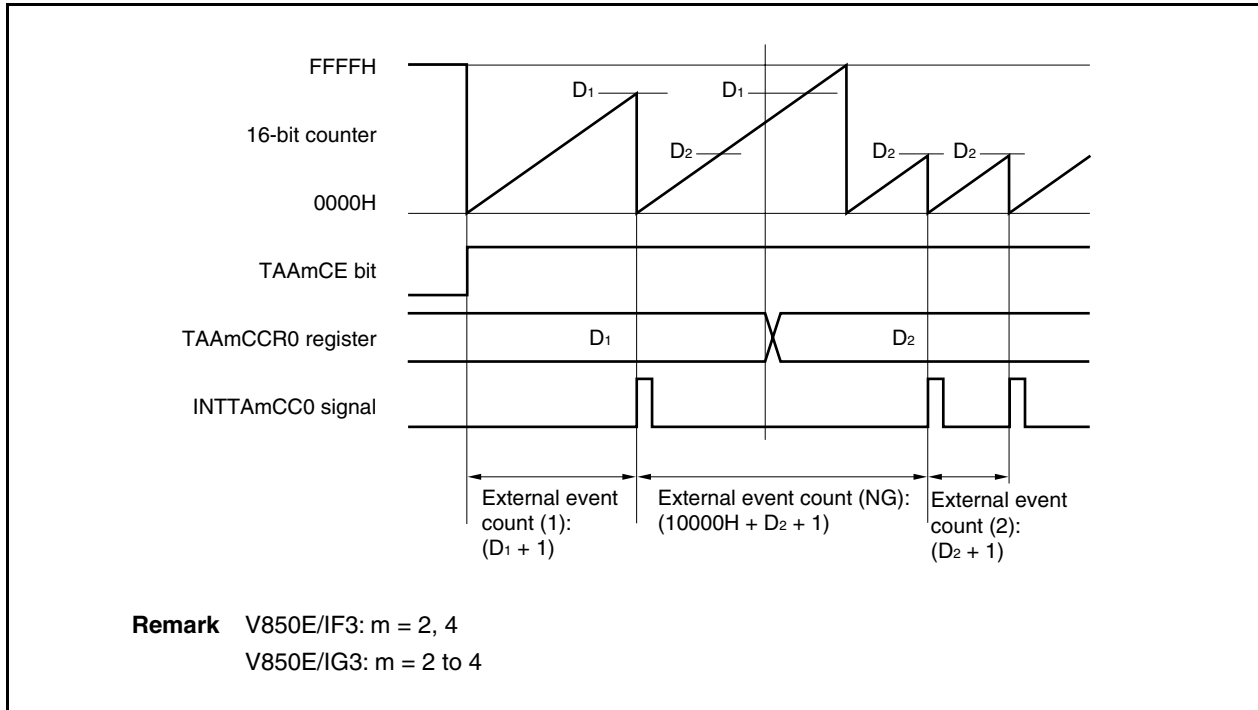 FFFFH
D1
D1
16-bit counter
D2
D2
D2
0000H
TAAmCE bit
TAAmCCR0 register
D1
D2
INTTAmCC0 signal
External event
count (1):
(D1 + 1)
External event count (NG):
(10000H + D2 + 1)
External event
count (2):
(D2 + 1)
Remark V850E/IF3: m = 2, 4
V850E/IG3: m = 2 to 4